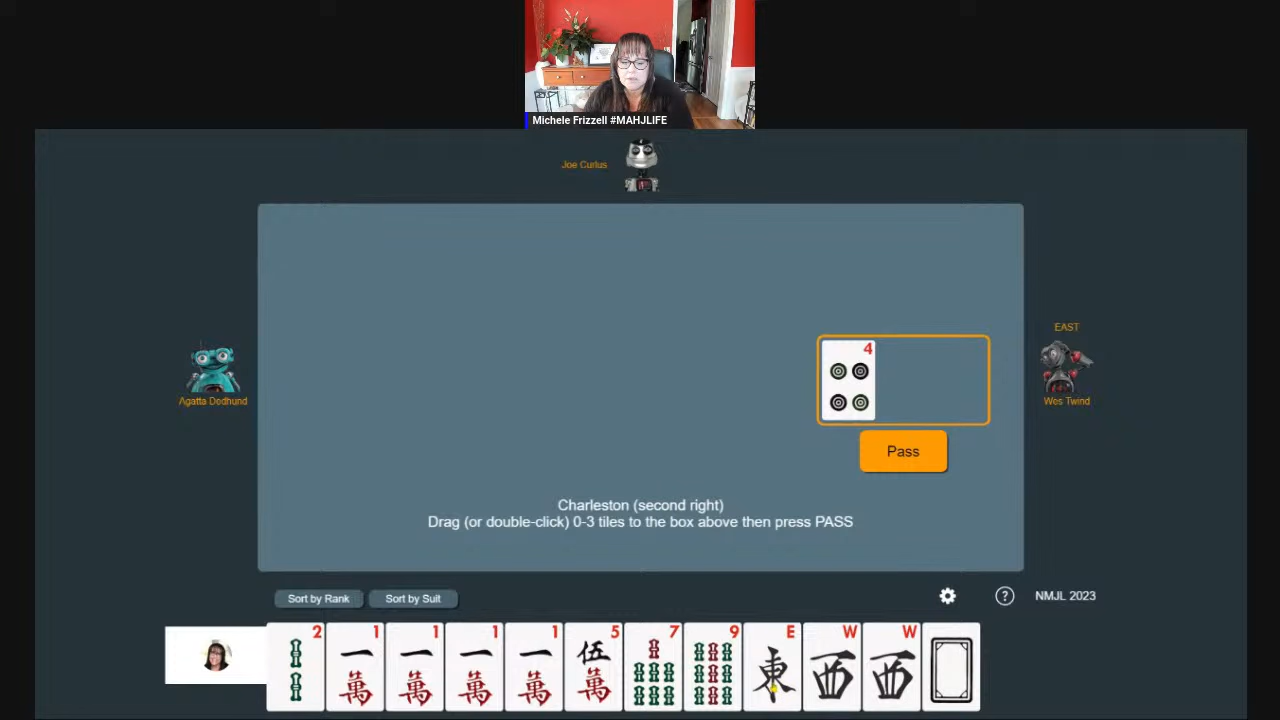 Michele Frizzell #MAHJLIFE
Joe Curlus
EAST
4
Agatta Dedhund
Wes Twind
Pass
Charleston (second right)
Drag (or double-click) 0-3 tiles to the box above then press PASS
Sort by Rank
Sort by Suit
?
NMJL 2023
2 1 1 1 1 5 7 9 E W W
一 一 一 一 伍 東 西 西
萬 萬 萬 萬 萬